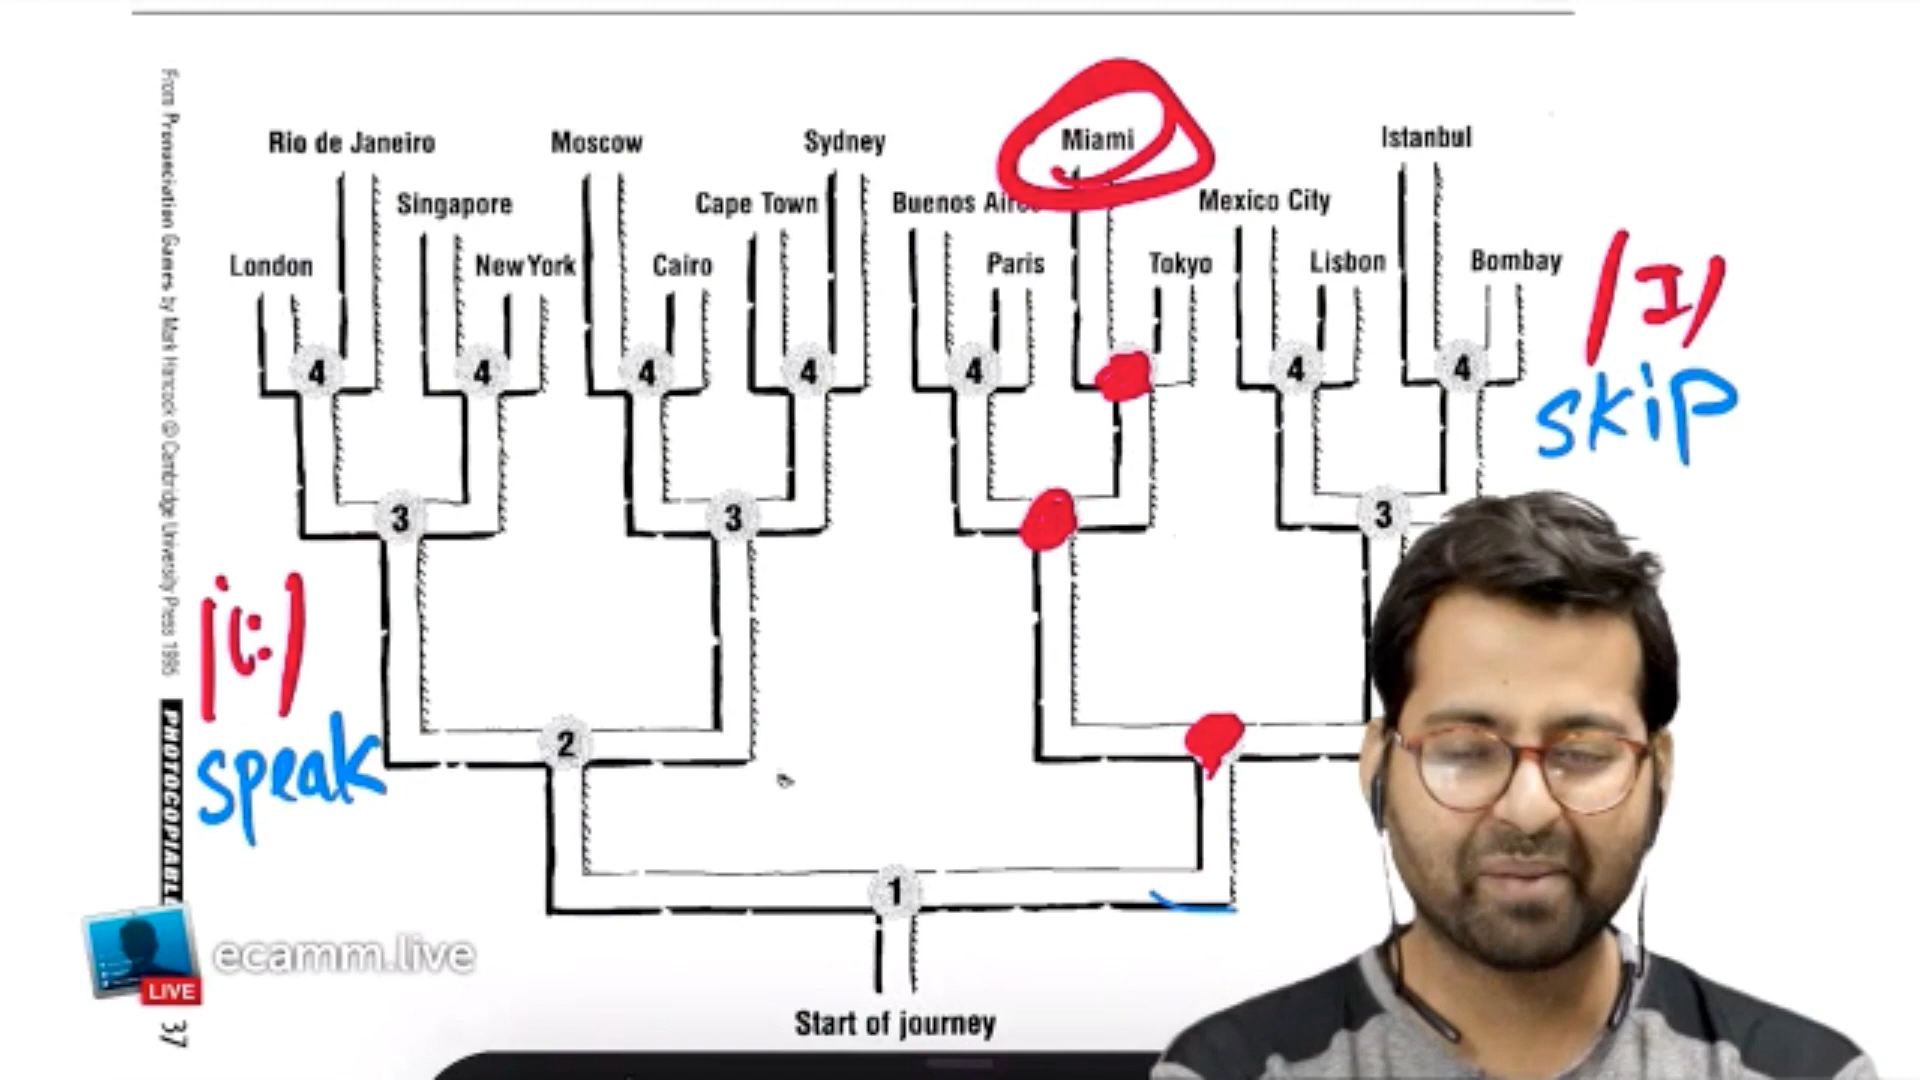 Rio de Janeiro
Moscow
Sydney
Miami
Istanbul
Singapore
Cape Town
Buenos
Mexico City
London
New York
Cairo
Paris
Tokyo
Lisbon
Bombay
/I/
skip
4
4
4
4
4
4
4
3
3
3
/i:/
speak
2
1
Start of journey
From Pronunciation Games by Mark Hancock © Cambridge University Press 1995
PHOTOCOPIABLE
37
ecamm.live
LIVE